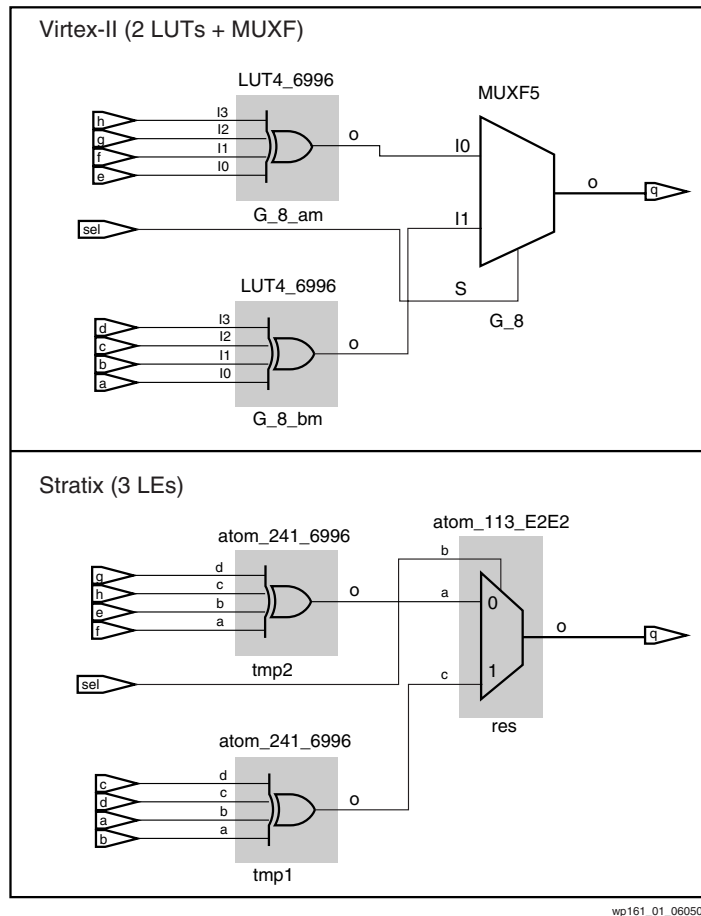 Virtex-II (2 LUTs + MUXF)
LUT4_6996
MUXF5
h
I3
g
I2
f
I1
e
I0
o
I0
o
q
G_8_am
I1
sel
LUT4_6996
S
G_8
d
I3
c
I2
b
I1
a
I0
o
G_8_bm
Stratix (3 LEs)
atom_241_6996
atom_113_E2E2
b
g
d
h
c
e
b
f
a
o
a
0
o
q
tmp2
sel
c
1
res
atom_241_6996
c
d
d
c
a
b
b
a
o
tmp1
wp161_01_06050